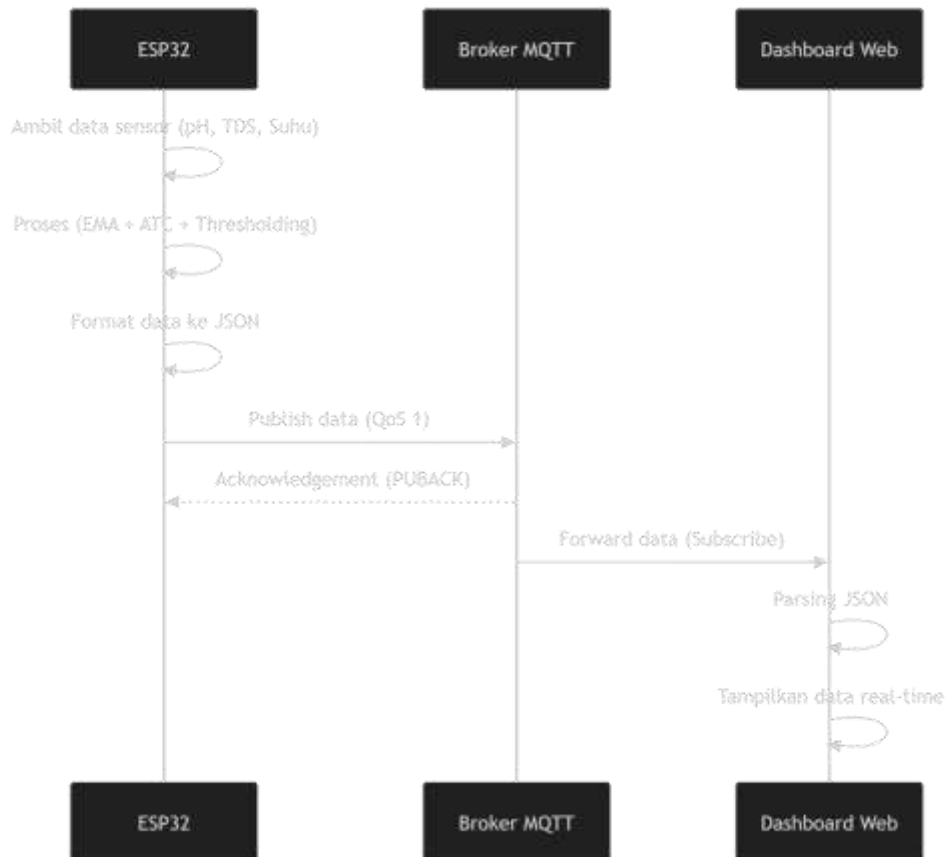 ESP32
Broker MQTT
Dashboard Web
Ambil data sensor (pH, TDS, Suhu)
Proses (EMA + ATC + Thresholding)
Format data ke JSON
Publish data (QoS 1)
Acknowledgement (PUBACK)
Forward data (Subscribe)
Parsing JSON
Tampilkan data real-time
ESP32
Broker MQTT
Dashboard Web